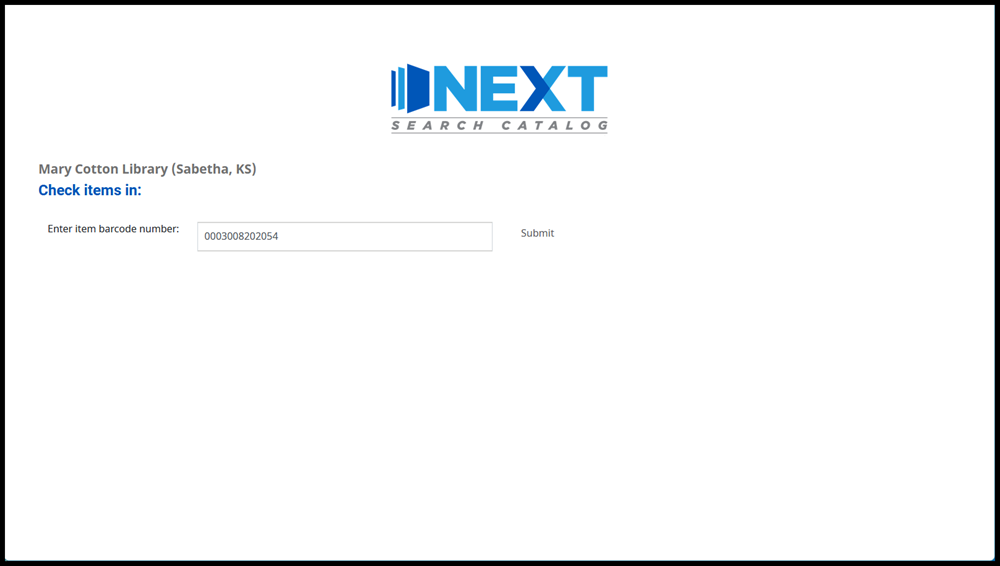 NEXT
SEARCH CATALOG
Mary Cotton Library (Sabetha, KS)
Check items in:
Enter item barcode number: 0003008202054 Submit